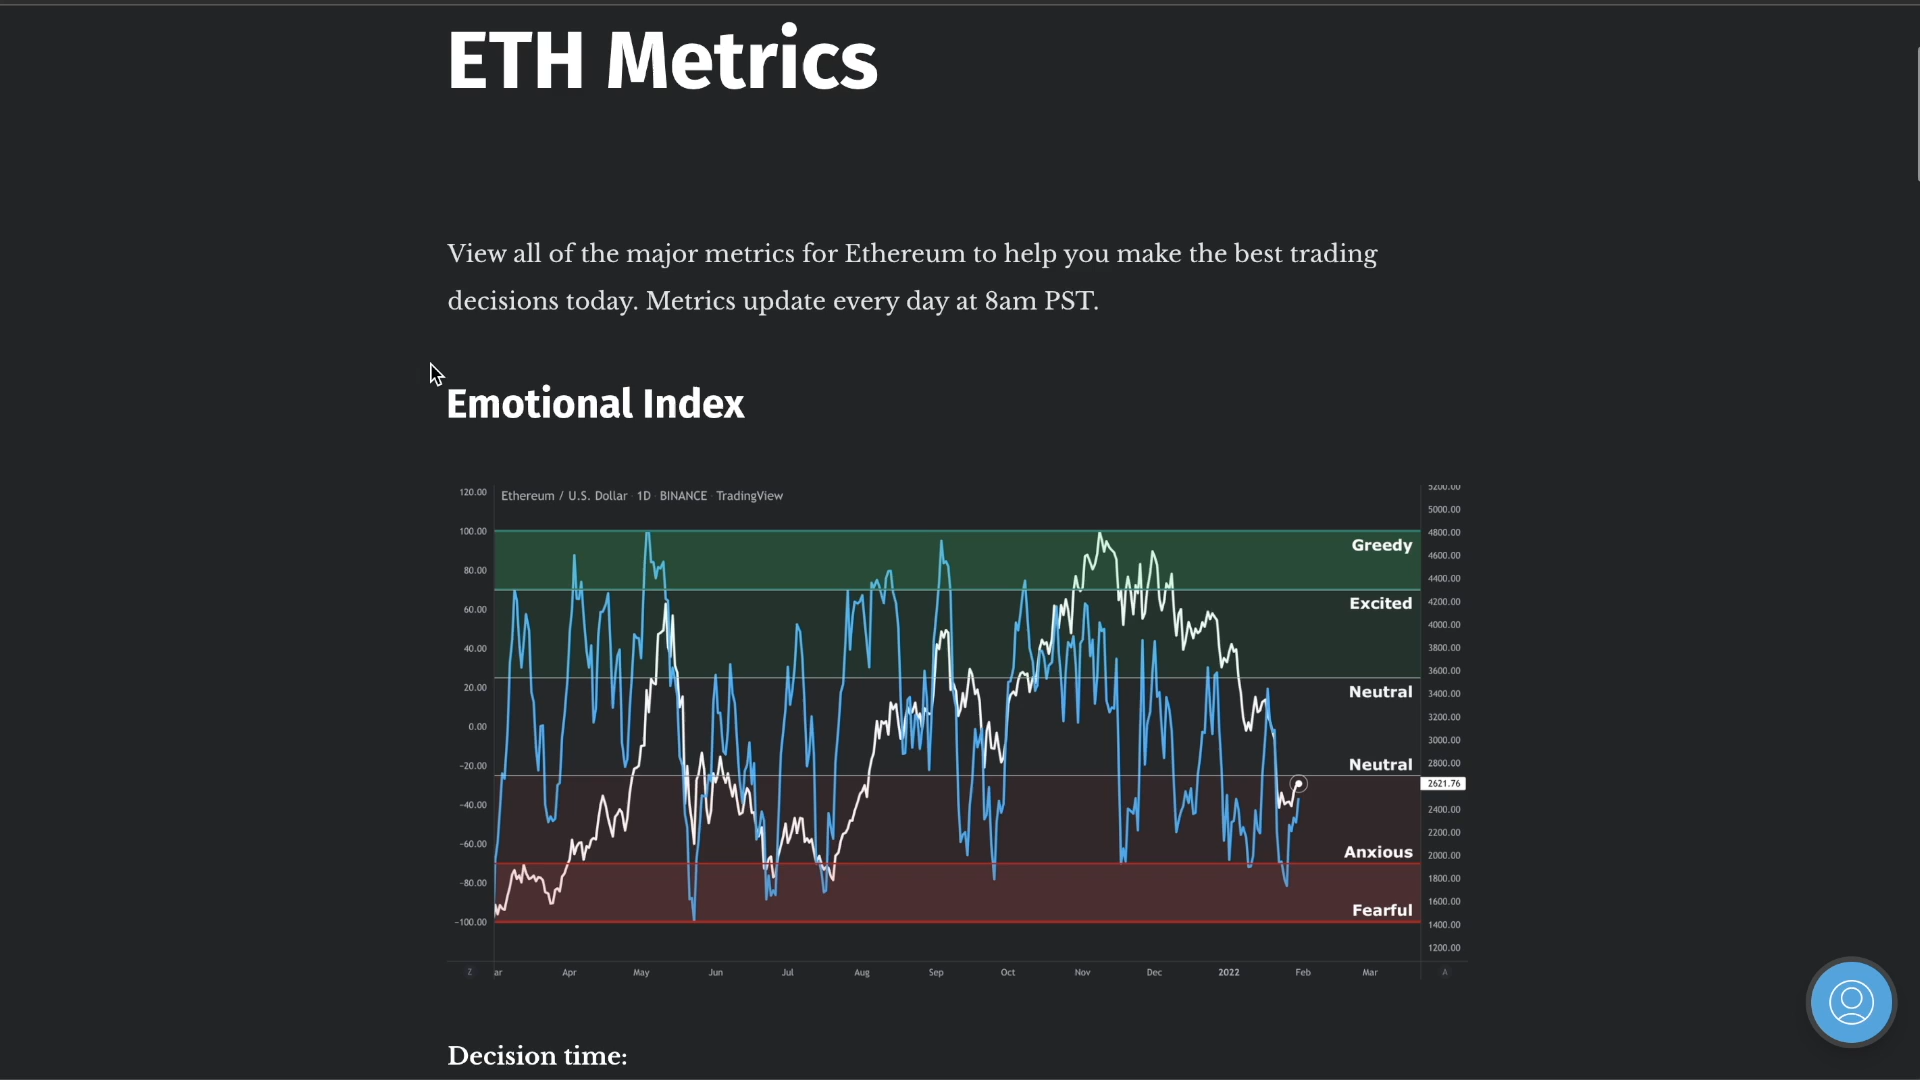 ETH Metrics
View all of the major metrics for Ethereum to help you make the best trading
decisions today. Metrics update every day at 8am PST.
Emotional Index
Ethereum / U.S. Dollar · 1D · BINANCE · TradingView
120.00
100.00
80.00
60.00
40.00
20.00
0.00
−20.00
−40.00
−60.00
−80.00
−100.00
Greedy
Excited
Neutral
Neutral
Anxious
Fearful
5200.00
5000.00
4800.00
4600.00
4400.00
4200.00
4000.00
3800.00
3600.00
3400.00
3200.00
3000.00
2800.00
2621.76
2400.00
2200.00
2000.00
1800.00
1600.00
1400.00
1200.00
Z ar Apr May Jun Jul Aug Sep Oct Nov Dec 2022 Feb Mar A
Decision time: